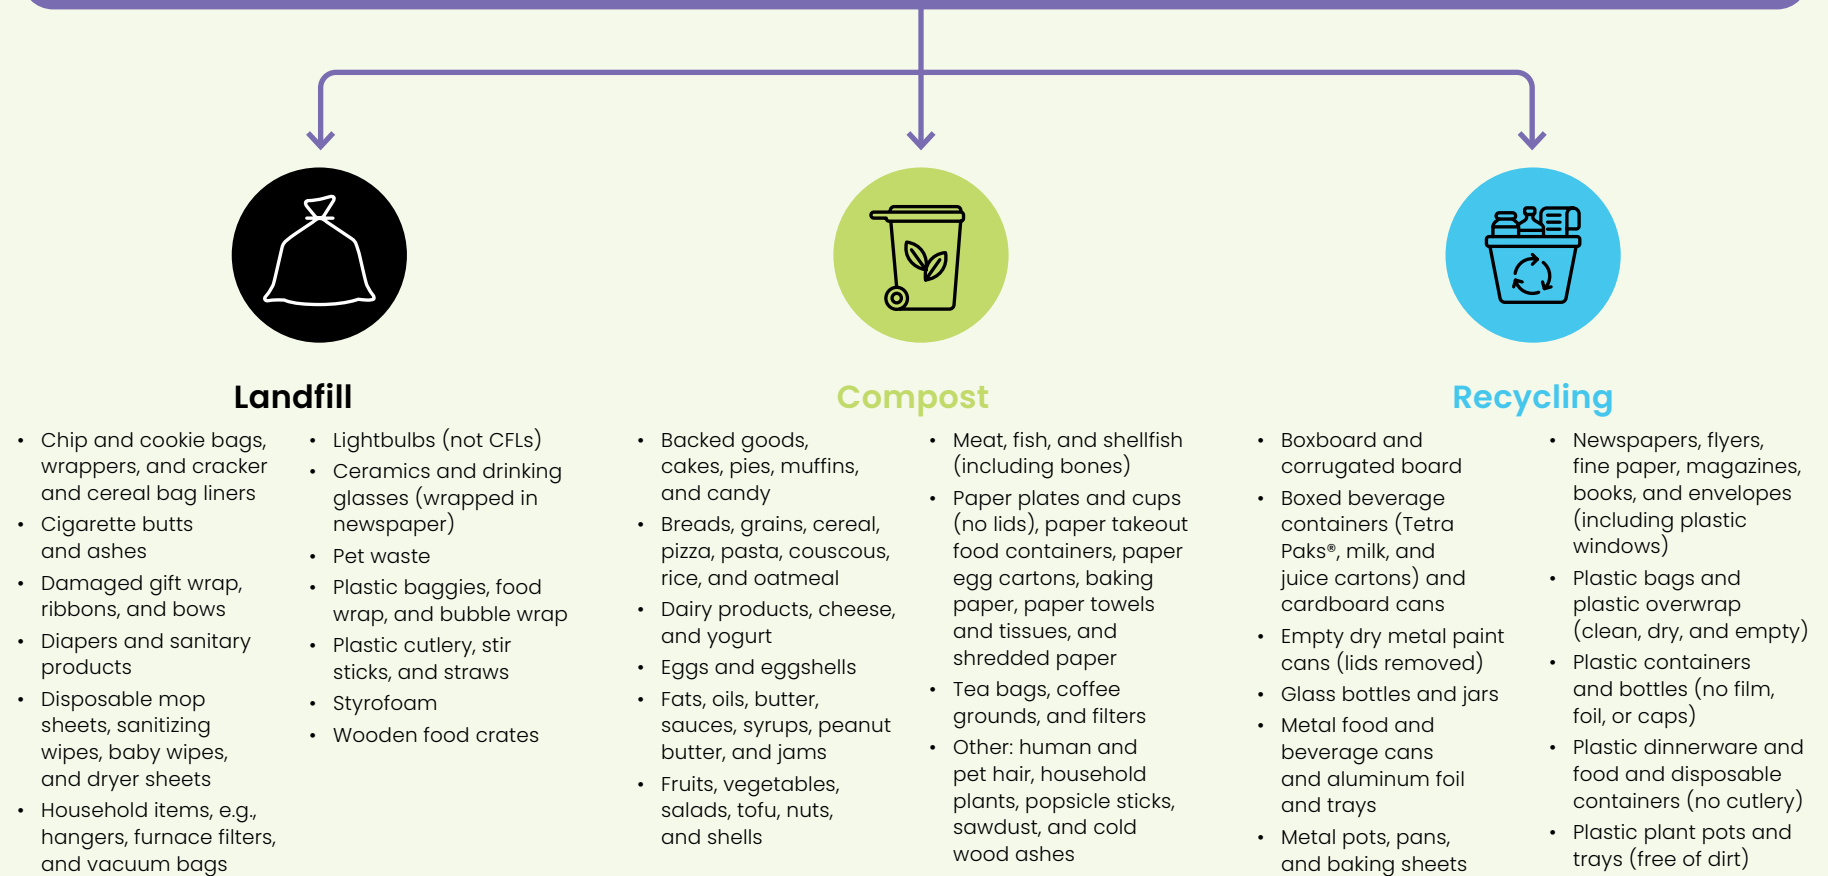 Landfill
• Chip and cookie bags,
wrappers, and cracker
and cereal bag liners
• Cigarette butts
and ashes
• Damaged gift wrap,
ribbons, and bows
• Diapers and sanitary
products
• Disposable mop
sheets, sanitizing
wipes, baby wipes,
and dryer sheets
• Household items, e.g.,
hangers, furnace filters,
and vacuum bags
• Lightbulbs (not CFLs)
• Ceramics and drinking
glasses (wrapped in
newspaper)
• Pet waste
• Plastic baggies, food
wrap, and bubble wrap
• Plastic cutlery, stir
sticks, and straws
• Styrofoam
• Wooden food crates
Compost
• Backed goods,
cakes, pies, muffins,
and candy
• Breads, grains, cereal,
pizza, pasta, couscous,
rice, and oatmeal
• Dairy products, cheese,
and yogurt
• Eggs and eggshells
• Fats, oils, butter,
sauces, syrups, peanut
butter, and jams
• Fruits, vegetables,
salads, tofu, nuts,
and shells
• Meat, fish, and shellfish
(including bones)
• Paper plates and cups
(no lids), paper takeout
food containers, paper
egg cartons, baking
paper, paper towels
and tissues, and
shredded paper
• Tea bags, coffee
grounds, and filters
• Other: human and
pet hair, household
plants, popsicle sticks,
sawdust, and cold
wood ashes
Recycling
• Boxboard and
corrugated board
• Boxed beverage
containers (Tetra
Paks®, milk, and
juice cartons) and
cardboard cans
• Empty dry metal paint
cans (lids removed)
• Glass bottles and jars
• Metal food and
beverage cans
and aluminum foil
and trays
• Metal pots, pans,
and baking sheets
• Newspapers, flyers,
fine paper, magazines,
books, and envelopes
(including plastic
windows)
• Plastic bags and
plastic overwrap
(clean, dry, and empty)
• Plastic containers
and bottles (no film,
foil, or caps)
• Plastic dinnerware and
food and disposable
containers (no cutlery)
• Plastic plant pots and
trays (free of dirt)